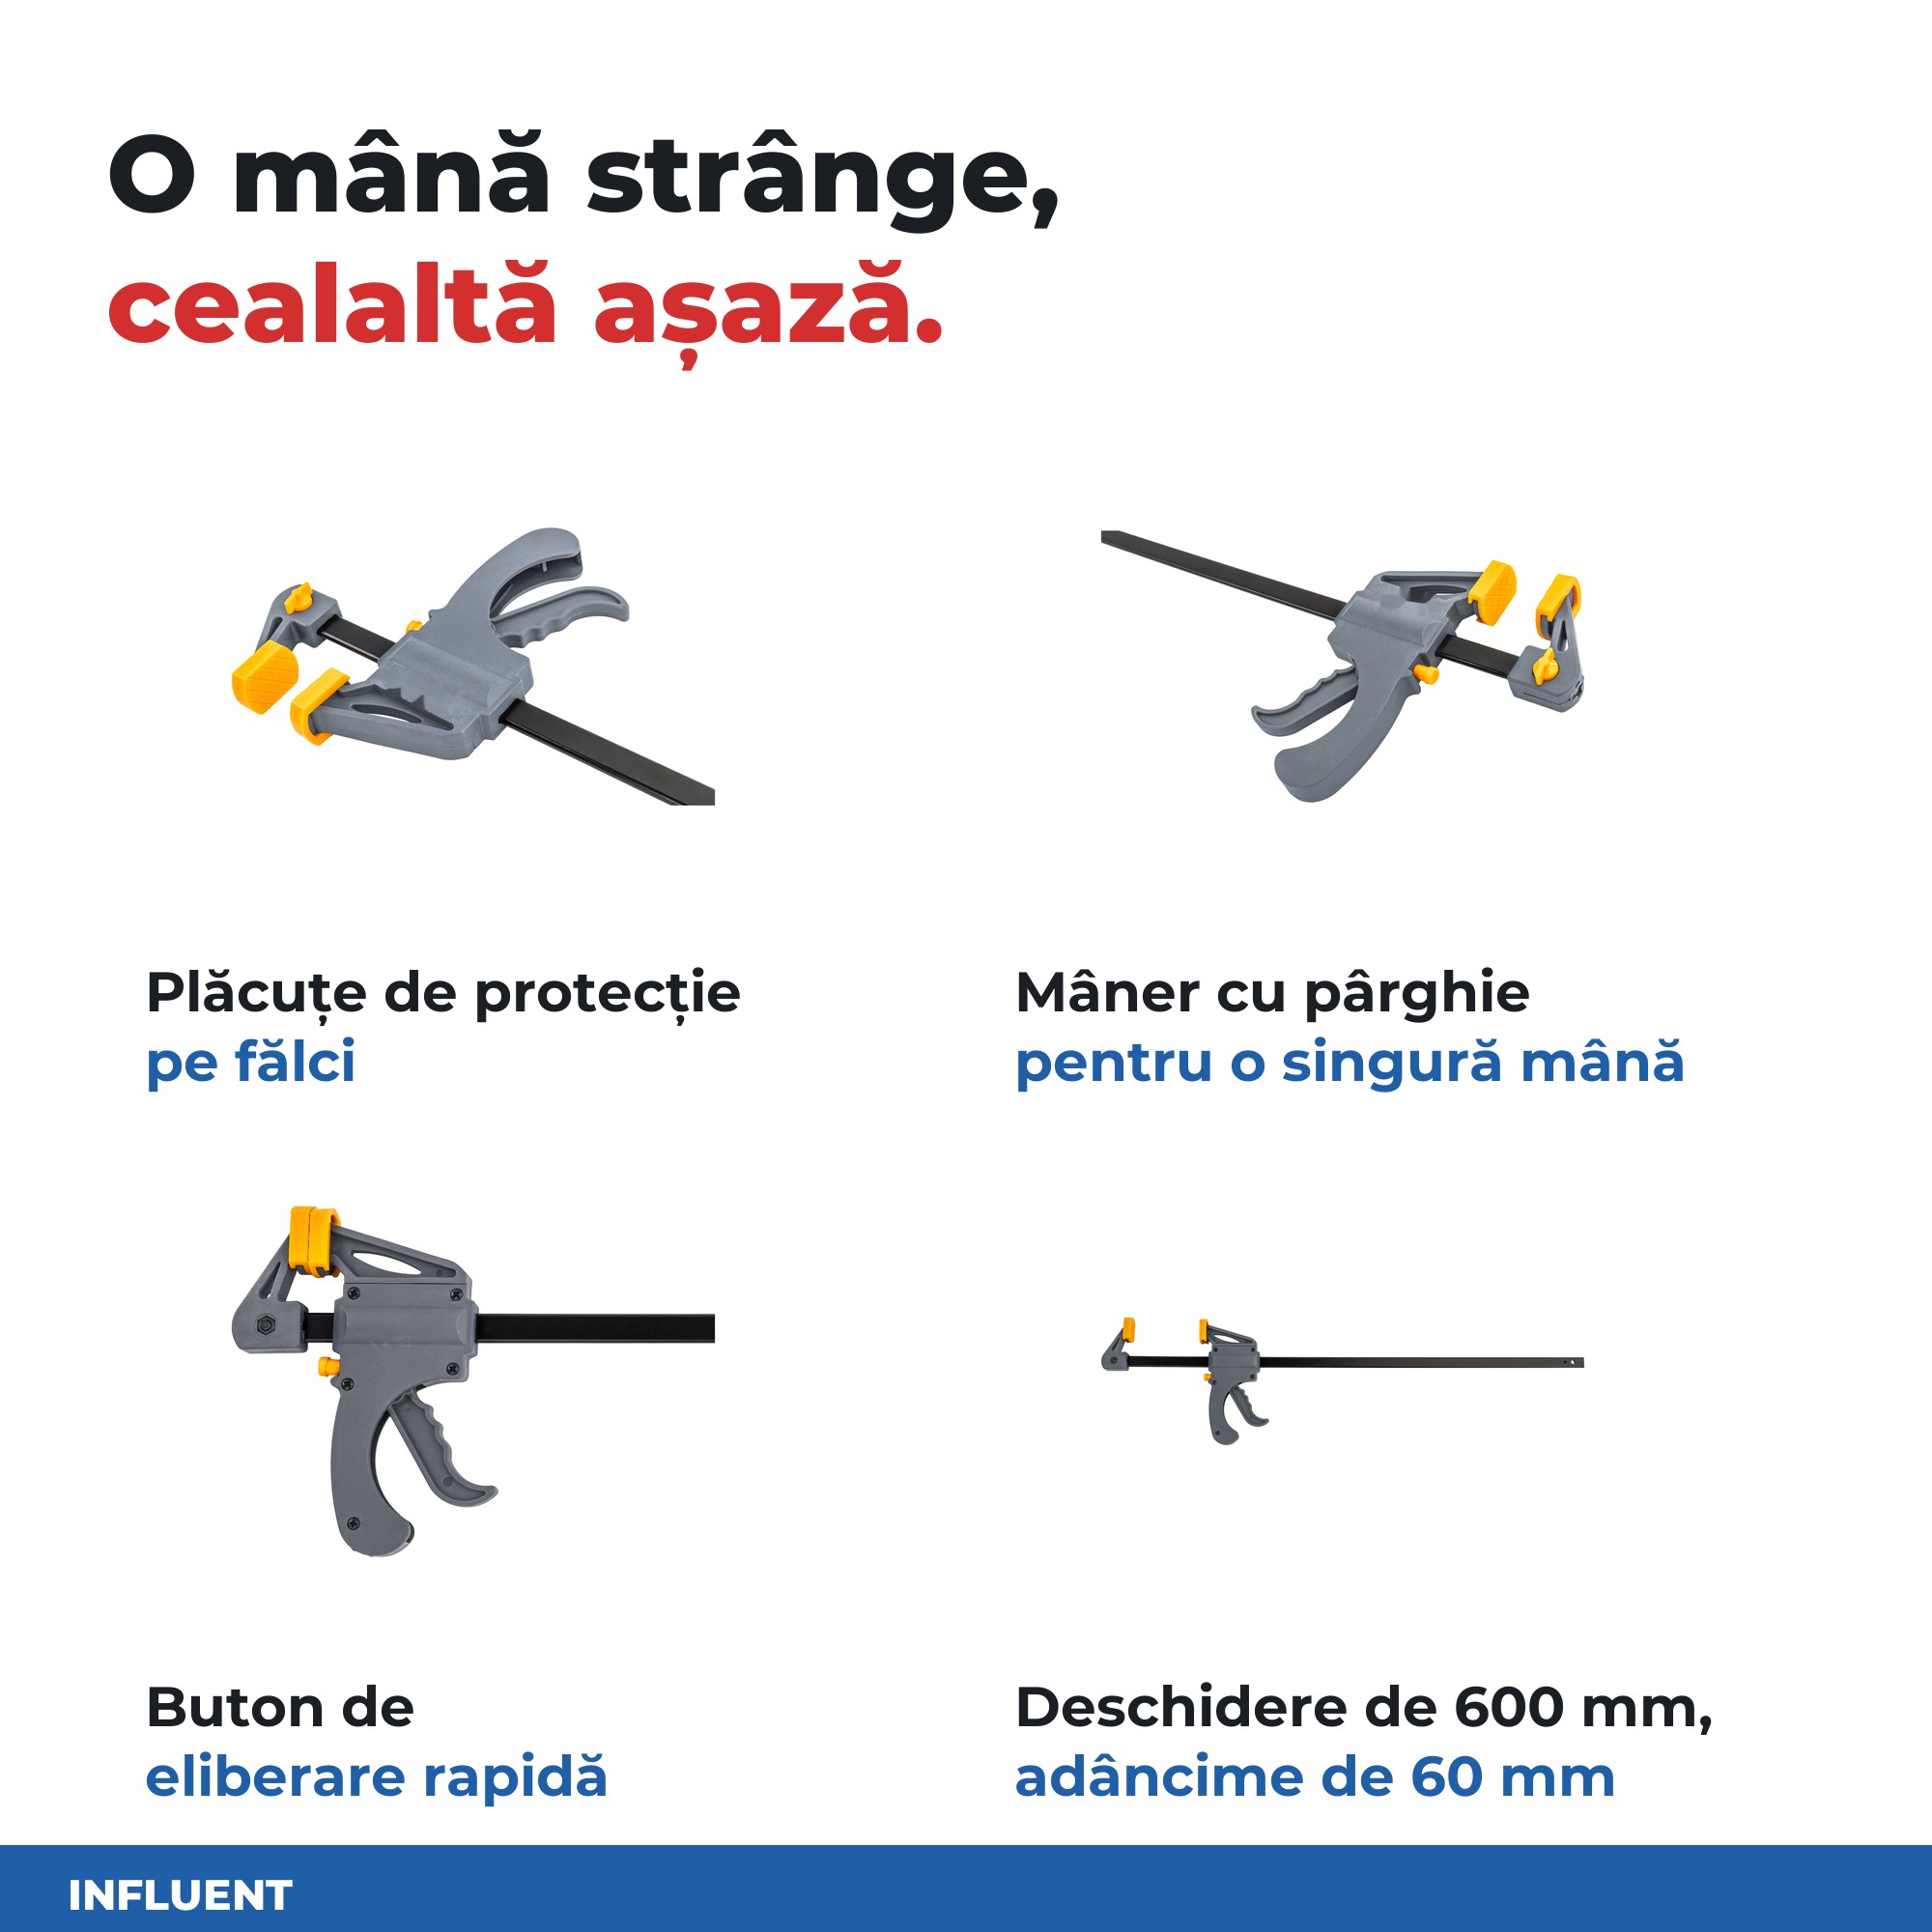 O mână strânge,
cealaltă așază.
Plăcuțe de protecție
pe fălci
Mâner cu pârghie
pentru o singură mână
Buton de
eliberare rapidă
Deschidere de 600 mm,
adâncime de 60 mm
INFLUENT